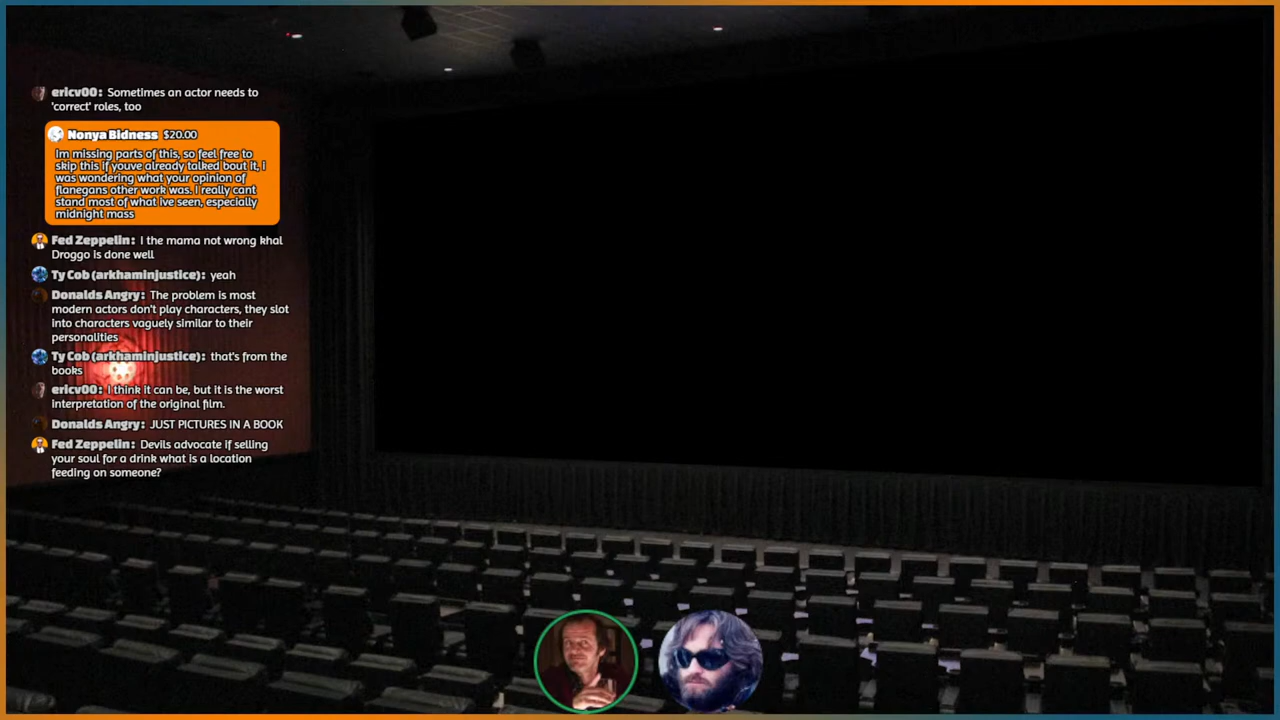 ericv00: Sometimes an actor needs to
'correct' roles, too
Nonya Bidness $20.00
Im missing parts of this, so feel free to
skip this if youve already talked bout it, i
was wondering what your opinion of
flanegans other work was. I really cant
stand most of what ive seen, especially
midnight mass
Fed Zeppelin: I the mama not wrong khal
Droggo is done well
Ty Cob (arkhaminjustice): yeah
Donalds Angry: The problem is most
modern actors don't play characters, they slot
into characters vaguely similar to their
personalities
Ty Cob (arkhaminjustice): that's from the
books
ericv00: I think it can be, but it is the worst
interpretation of the original film.
Donalds Angry: JUST PICTURES IN A BOOK
Fed Zeppelin: Devils advocate if selling
your soul for a drink what is a location
feeding on someone?